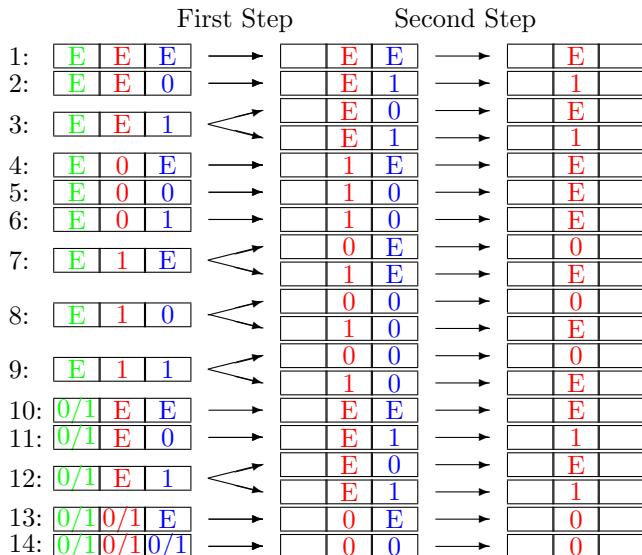 First Step Second Step
1: E E E E E E
2: E E 0 E 1 1
E 0 E
3: E E 1
E 1 1
4: E 0 E 1 E E
5: E 0 0 1 0 E
6: E 0 1 1 0 E
0 E 0
7: E 1 E
1 E E
0 0 0
8: E 1 0
1 0 E
0 0 0
9: E 1 1
1 0 E
10: 0/1 E E E E E
11: 0/1 E 0 E 1 1
E 0 E
12: 0/1 E 1
E 1 1
13: 0/1 0/1 E 0 E 0
14: 0/1 0/1 0/1 0 0 0